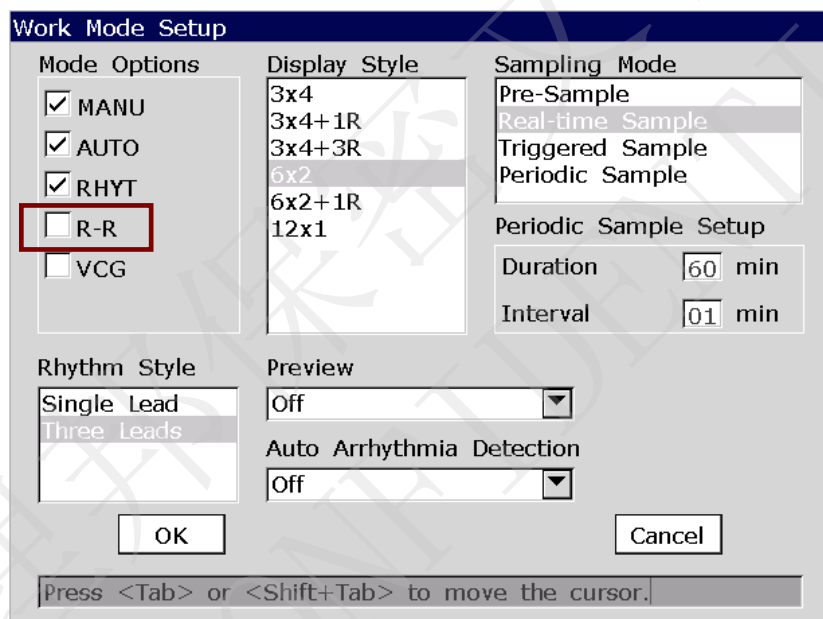 Work Mode Setup
Mode Options
MANU
AUTO
RHYT
R-R
VCG
Display Style
3x4
3x4+1R
3x4+3R
6x2
6x2+1R
12x1
Sampling Mode
Pre-Sample
Real-time Sample
Triggered Sample
Periodic Sample
Periodic Sample Setup
Duration 60 min
Interval 01 min
Rhythm Style
Single Lead
Three Leads
Preview
Off
Auto Arrhythmia Detection
Off
OK
Cancel
Press <Tab> or <Shift+Tab> to move the cursor.